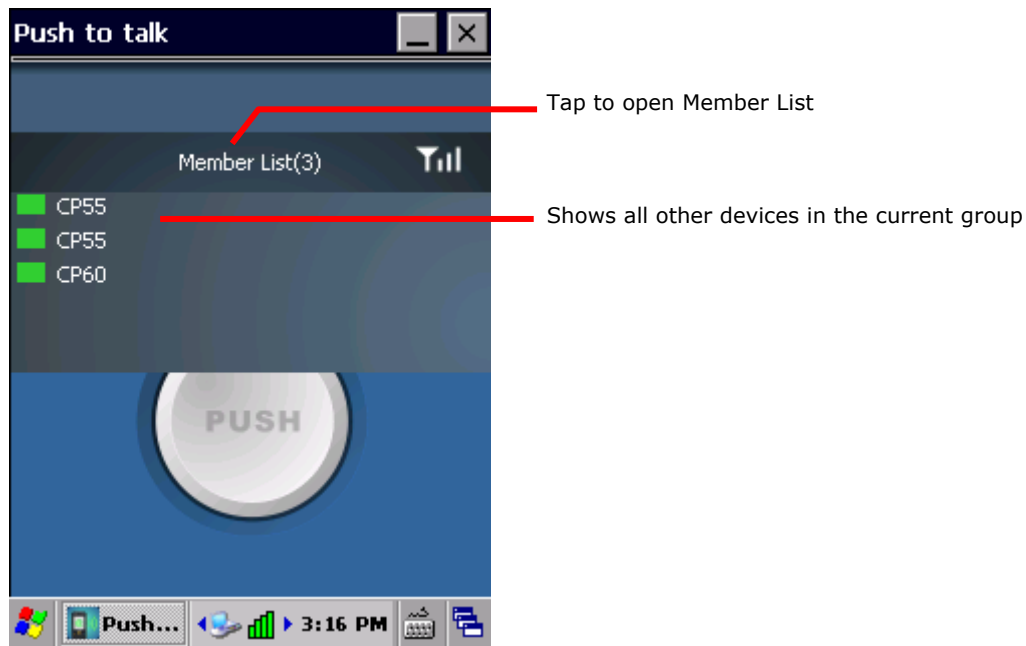 Push to talk
Tap to open Member List
Member List(3)
CP55
Shows all other devices in the current group
CP55
CP60
PUSH
Push... 3:16 PM